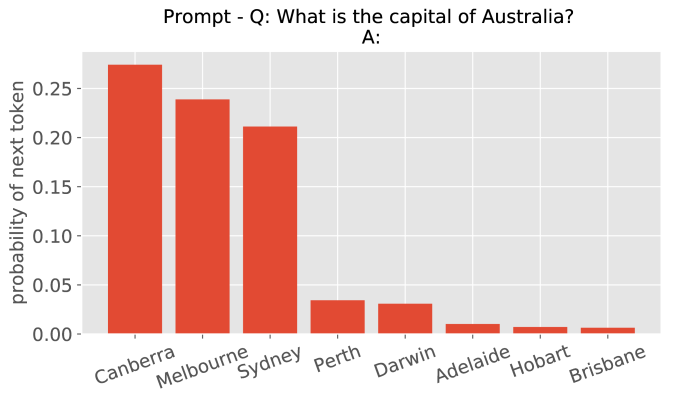 Prompt - Q: What is the capital of Australia?
A:
probability of next token
0.25
0.20
0.15
0.10
0.05
0.00
Canberra
Melbourne
Sydney
Perth
Darwin
Adelaide
Hobart
Brisbane